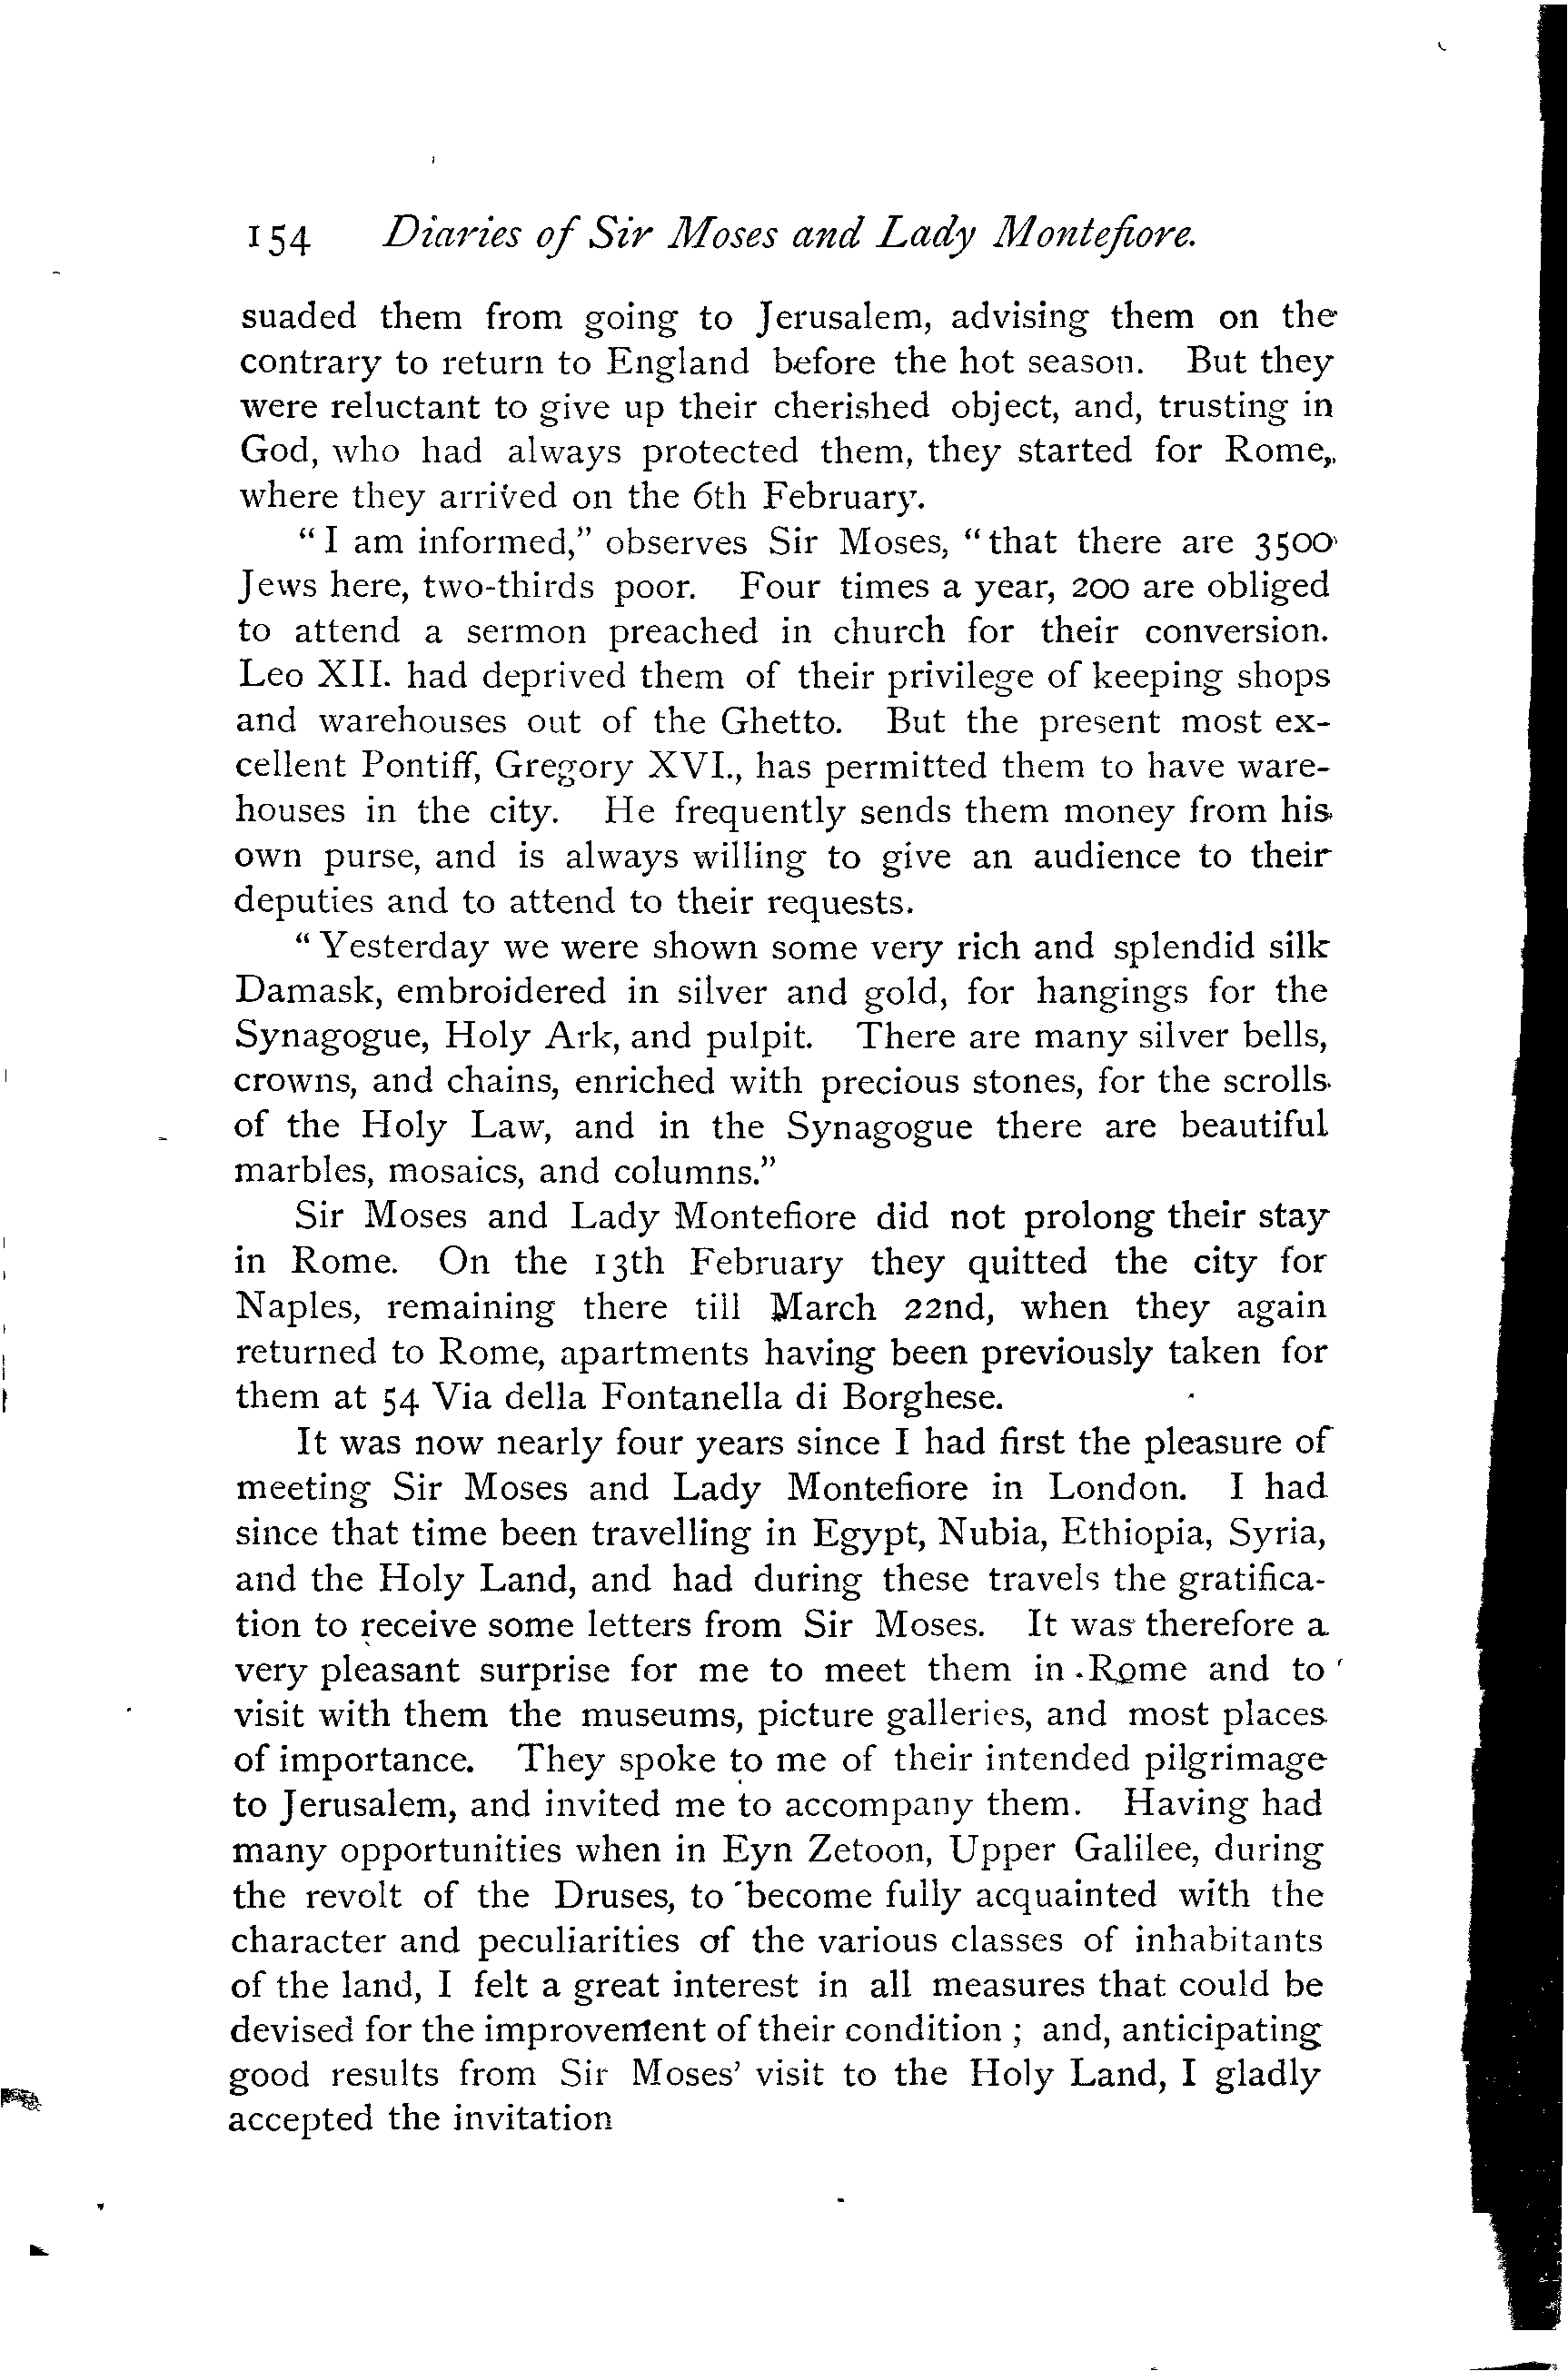 154 Diaries of Sir Moses and Lady Montefiore.
suaded them from going to Jerusalem, advising them on the
contrary to return to England before the hot season. But they
were reluctant to give up their cherished object, and, trusting in
God, who had always protected them, they started for Rome,
where they arrived on the 6th February.
"I am informed," observes Sir Moses, "that there are 3500
Jews here, two-thirds poor. Four times a year, 200 are obliged
to attend a sermon preached in church for their conversion.
Leo XII. had deprived them of their privilege of keeping shops
and warehouses out of the Ghetto. But the present most ex-
cellent Pontiff, Gregory XVI., has permitted them to have ware-
houses in the city. He frequently sends them money from his
own purse, and is always willing to give an audience to their
deputies and to attend to their requests.
"Yesterday we were shown some very rich and splendid silk
Damask, embroidered in silver and gold, for hangings for the
Synagogue, Holy Ark, and pulpit. There are many silver bells,
crowns, and chains, enriched with precious stones, for the scrolls
of the Holy Law, and in the Synagogue there are beautiful
marbles, mosaics, and columns."
Sir Moses and Lady Montefiore did not prolong their stay
in Rome. On the 13th February they quitted the city for
Naples, remaining there till March 22nd, when they again
returned to Rome, apartments having been previously taken for
them at 54 Via della Fontanella di Borghese.
It was now nearly four years since I had first the pleasure of
meeting Sir Moses and Lady Montefiore in London. I had
since that time been travelling in Egypt, Nubia, Ethiopia, Syria,
and the Holy Land, and had during these travels the gratifica-
tion to receive some letters from Sir Moses. It was therefore a
very pleasant surprise for me to meet them in Rome and to
visit with them the museums, picture galleries, and most places
of importance. They spoke to me of their intended pilgrimage
to Jerusalem, and invited me to accompany them. Having had
many opportunities when in Eyn Zetoon, Upper Galilee, during
the revolt of the Druses, to become fully acquainted with the
character and peculiarities of the various classes of inhabitants
of the land, I felt a great interest in all measures that could be
devised for the improvement of their condition ; and, anticipating
good results from Sir Moses' visit to the Holy Land, I gladly
accepted the invitation